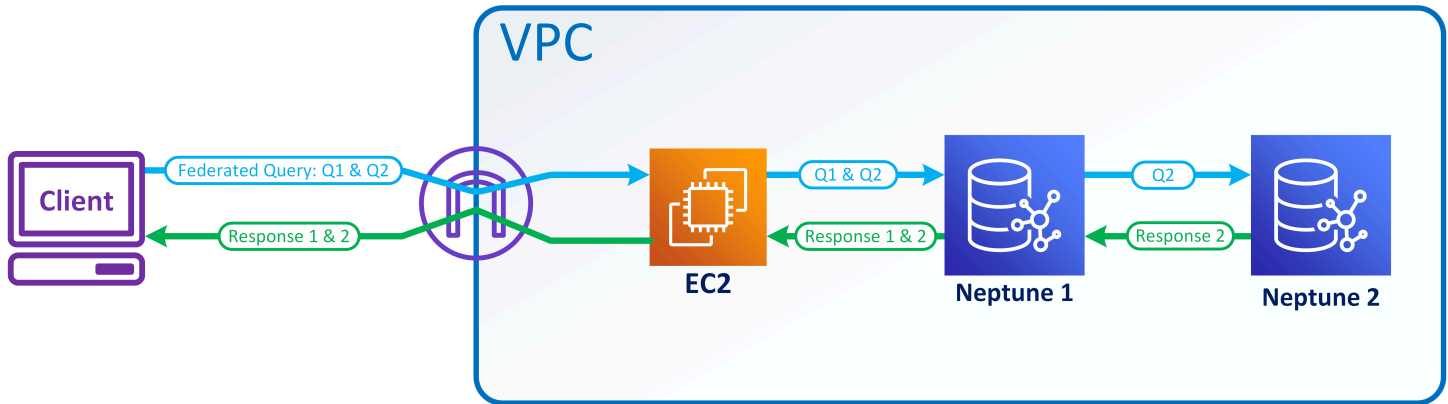 VPC
Client
Federated Query: Q1 & Q2
Q1 & Q2
Q2
Response 1 & 2
Response 1 & 2
Response 2
EC2
Neptune 1
Neptune 2